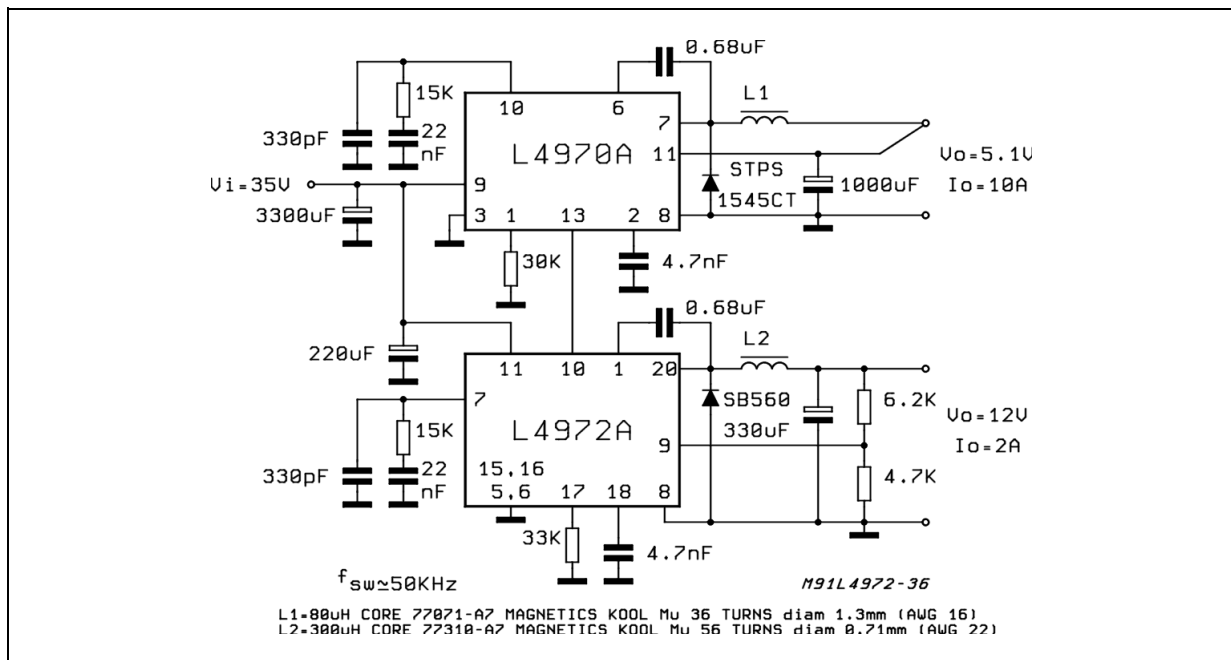 0.68uF
15K
10
6
7
L1
330pF
22
nF
L4970A
11
Vo=5.1V
Vi=35V
9
STPS
1545CT
1000uF
Io=10A
3300uF
3
1
13
2
8
30K
4.7nF
0.68uF
L2
220uF
11
10
1
20
7
SB560
6.2K
15K
L4972A
330uF
Vo=12V
9
Io=2A
330pF
22
nF
15,16
5,6
17
18
8
4.7K
33K
4.7nF
fsw≃50KHz
M91L4972-36
L1=80uH CORE 77071-A7 MAGNETICS KOOL Mu 36 TURNS diam 1.3mm (AWG 16)
L2=300uH CORE 77310-A7 MAGNETICS KOOL Mu 56 TURNS diam 0.71mm (AWG 22)